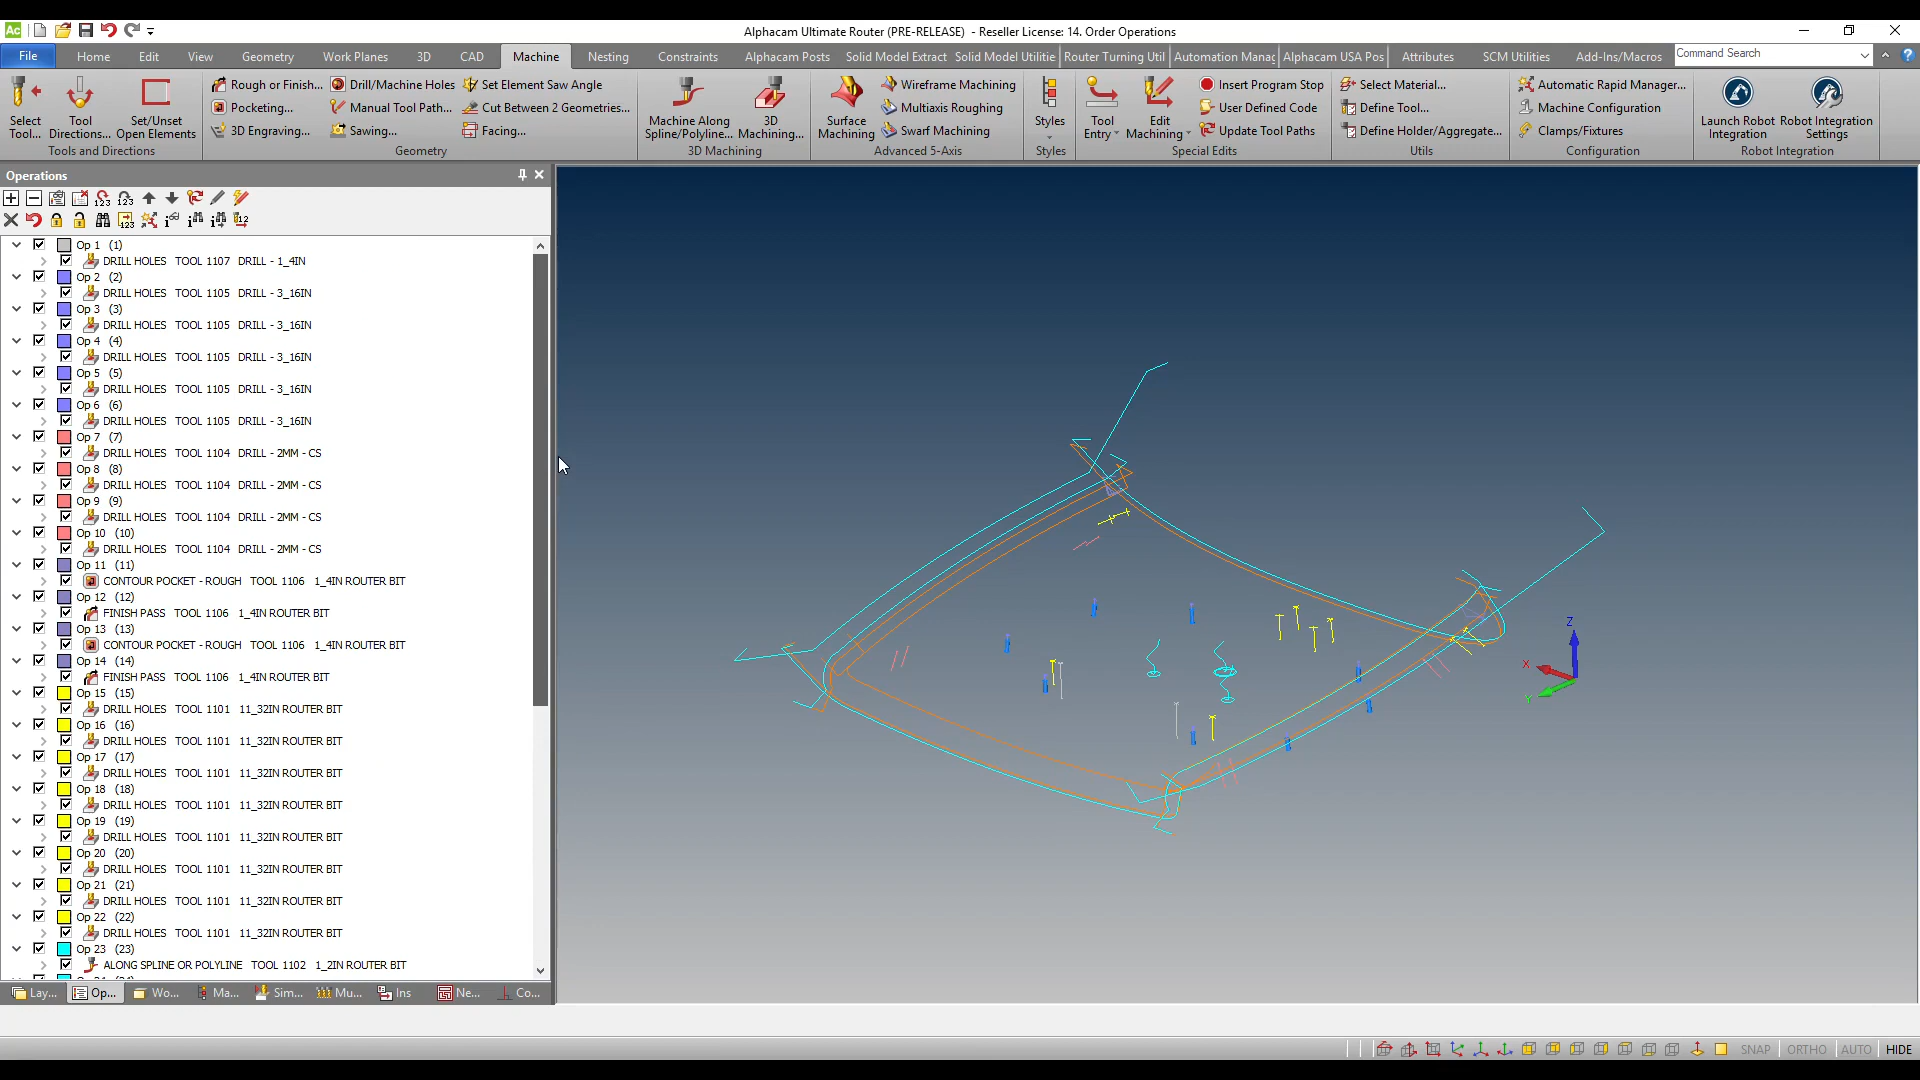 Ac
Alphacam Ultimate Router (PRE-RELEASE) - Reseller License: 14. Order Operations
File Home Edit View Geometry Work Planes 3D CAD Machine Nesting Constraints Alphacam Posts Solid Model Extract Solid Model Utilitie Router Turning Util Automation Manag Alphacam USA Pos Attributes SCM Utilities Add-Ins/Macros Command Search
Select Tool...
Tool Directions...
Set/Unset Open Elements
Tools and Directions
Rough or Finish... Drill/Machine Holes Set Element Saw Angle
Pocketing... Manual Tool Path... Cut Between 2 Geometries...
3D Engraving... Sawing... Facing...
Geometry
Machine Along Spline/Polyline...
3D Machining...
3D Machining
Surface Machining
Wireframe Machining
Multiaxis Roughing
Swarf Machining
Advanced 5-Axis
Styles
Styles
Tool Entry
Edit Machining
Insert Program Stop
User Defined Code
Update Tool Paths
Special Edits
Select Material...
Define Tool...
Define Holder/Aggregate...
Utils
Automatic Rapid Manager...
Machine Configuration
Clamps/Fixtures
Configuration
Launch Robot Integration
Robot Integration Settings
Robot Integration
Operations
Op 1 (1)
DRILL HOLES TOOL 1107 DRILL - 1_4IN
Op 2 (2)
DRILL HOLES TOOL 1105 DRILL - 3_16IN
Op 3 (3)
DRILL HOLES TOOL 1105 DRILL - 3_16IN
Op 4 (4)
DRILL HOLES TOOL 1105 DRILL - 3_16IN
Op 5 (5)
DRILL HOLES TOOL 1105 DRILL - 3_16IN
Op 6 (6)
DRILL HOLES TOOL 1105 DRILL - 3_16IN
Op 7 (7)
DRILL HOLES TOOL 1104 DRILL - 2MM - CS
Op 8 (8)
DRILL HOLES TOOL 1104 DRILL - 2MM - CS
Op 9 (9)
DRILL HOLES TOOL 1104 DRILL - 2MM - CS
Op 10 (10)
DRILL HOLES TOOL 1104 DRILL - 2MM - CS
Op 11 (11)
CONTOUR POCKET - ROUGH TOOL 1106 1_4IN ROUTER BIT
Op 12 (12)
FINISH PASS TOOL 1106 1_4IN ROUTER BIT
Op 13 (13)
CONTOUR POCKET - ROUGH TOOL 1106 1_4IN ROUTER BIT
Op 14 (14)
FINISH PASS TOOL 1106 1_4IN ROUTER BIT
Op 15 (15)
DRILL HOLES TOOL 1101 11_32IN ROUTER BIT
Op 16 (16)
DRILL HOLES TOOL 1101 11_32IN ROUTER BIT
Op 17 (17)
DRILL HOLES TOOL 1101 11_32IN ROUTER BIT
Op 18 (18)
DRILL HOLES TOOL 1101 11_32IN ROUTER BIT
Op 19 (19)
DRILL HOLES TOOL 1101 11_32IN ROUTER BIT
Op 20 (20)
DRILL HOLES TOOL 1101 11_32IN ROUTER BIT
Op 21 (21)
DRILL HOLES TOOL 1101 11_32IN ROUTER BIT
Op 22 (22)
DRILL HOLES TOOL 1101 11_32IN ROUTER BIT
Op 23 (23)
ALONG SPLINE OR POLYLINE TOOL 1102 1_2IN ROUTER BIT
Z
X
Y
Lay... Op... Wo... Ma... Sim... Mu... Ins Ne... Co...
SNAP ORTHO AUTO HIDE